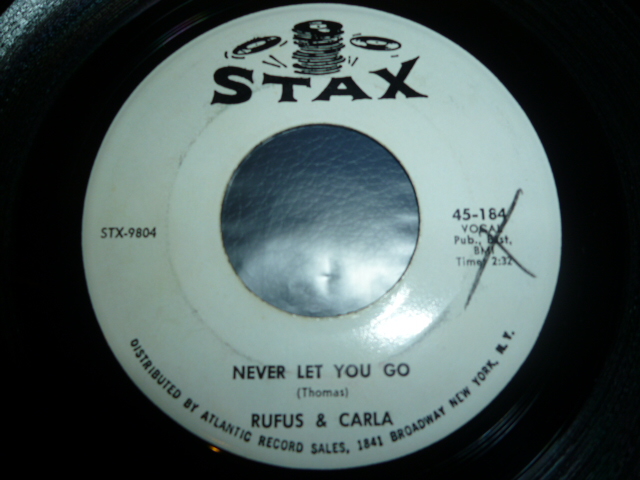 STAX
STX-9804
45-184
VOCAL
Pub., East,
BMI
Time: 2:32
NEVER LET YOU GO
(Thomas)
RUFUS & CARLA
DISTRIBUTED BY ATLANTIC RECORD SALES, 1841 BROADWAY NEW YORK, N. Y.